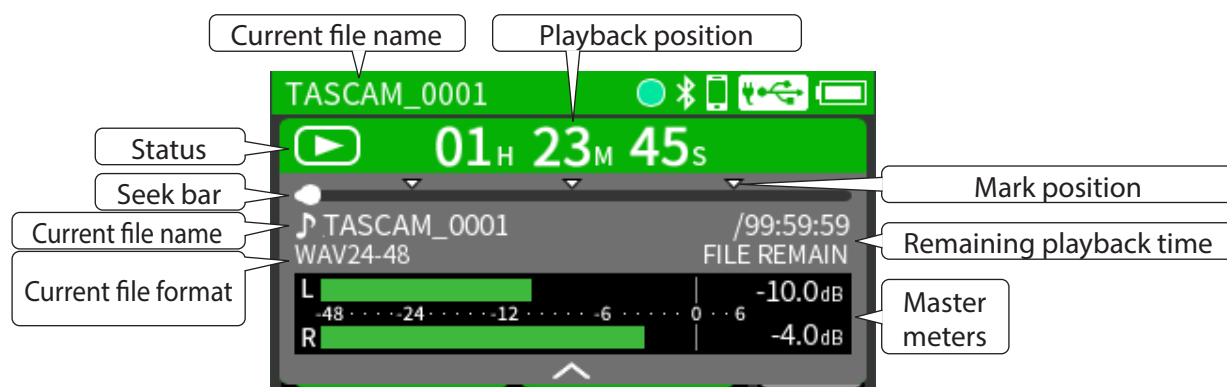 Current file name
Playback position
TASCAM_0001
Status
01H 23M 45S
Seek bar
Mark position
Current file name
TASCAM_0001
/99:59:59
Remaining playback time
WAV24-48
FILE REMAIN
Current file format
L
-10.0dB
-48 · · · · -24 · · · · · -12 · · · · · -6 · · · · · 0 · · 6
R
-4.0dB
Master
meters